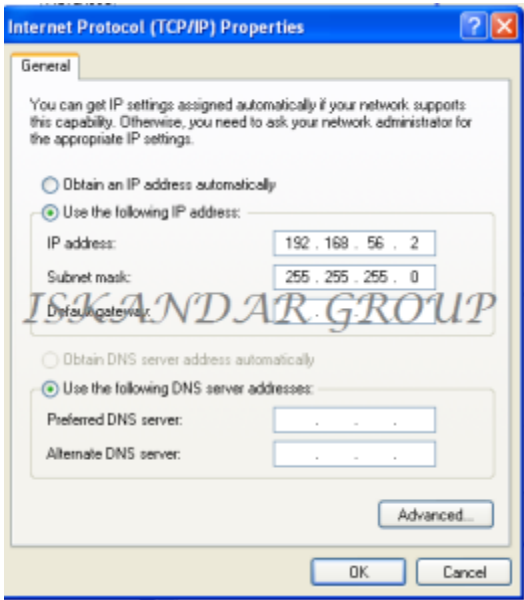 Internet Protocol (TCP/IP) Properties
General
You can get IP settings assigned automatically if your network supports
this capability. Otherwise, you need to ask your network administrator for
the appropriate IP settings.
Obtain an IP address automatically
Use the following IP address:
IP address: 192 . 168 . 56 . 2
Subnet mask: 255 . 255 . 255 . 0
Default gateway: . . .
ISKANDAR GROUP
Obtain DNS server address automatically
Use the following DNS server addresses:
Preferred DNS server: . . .
Alternate DNS server: . . .
Advanced...
OK Cancel